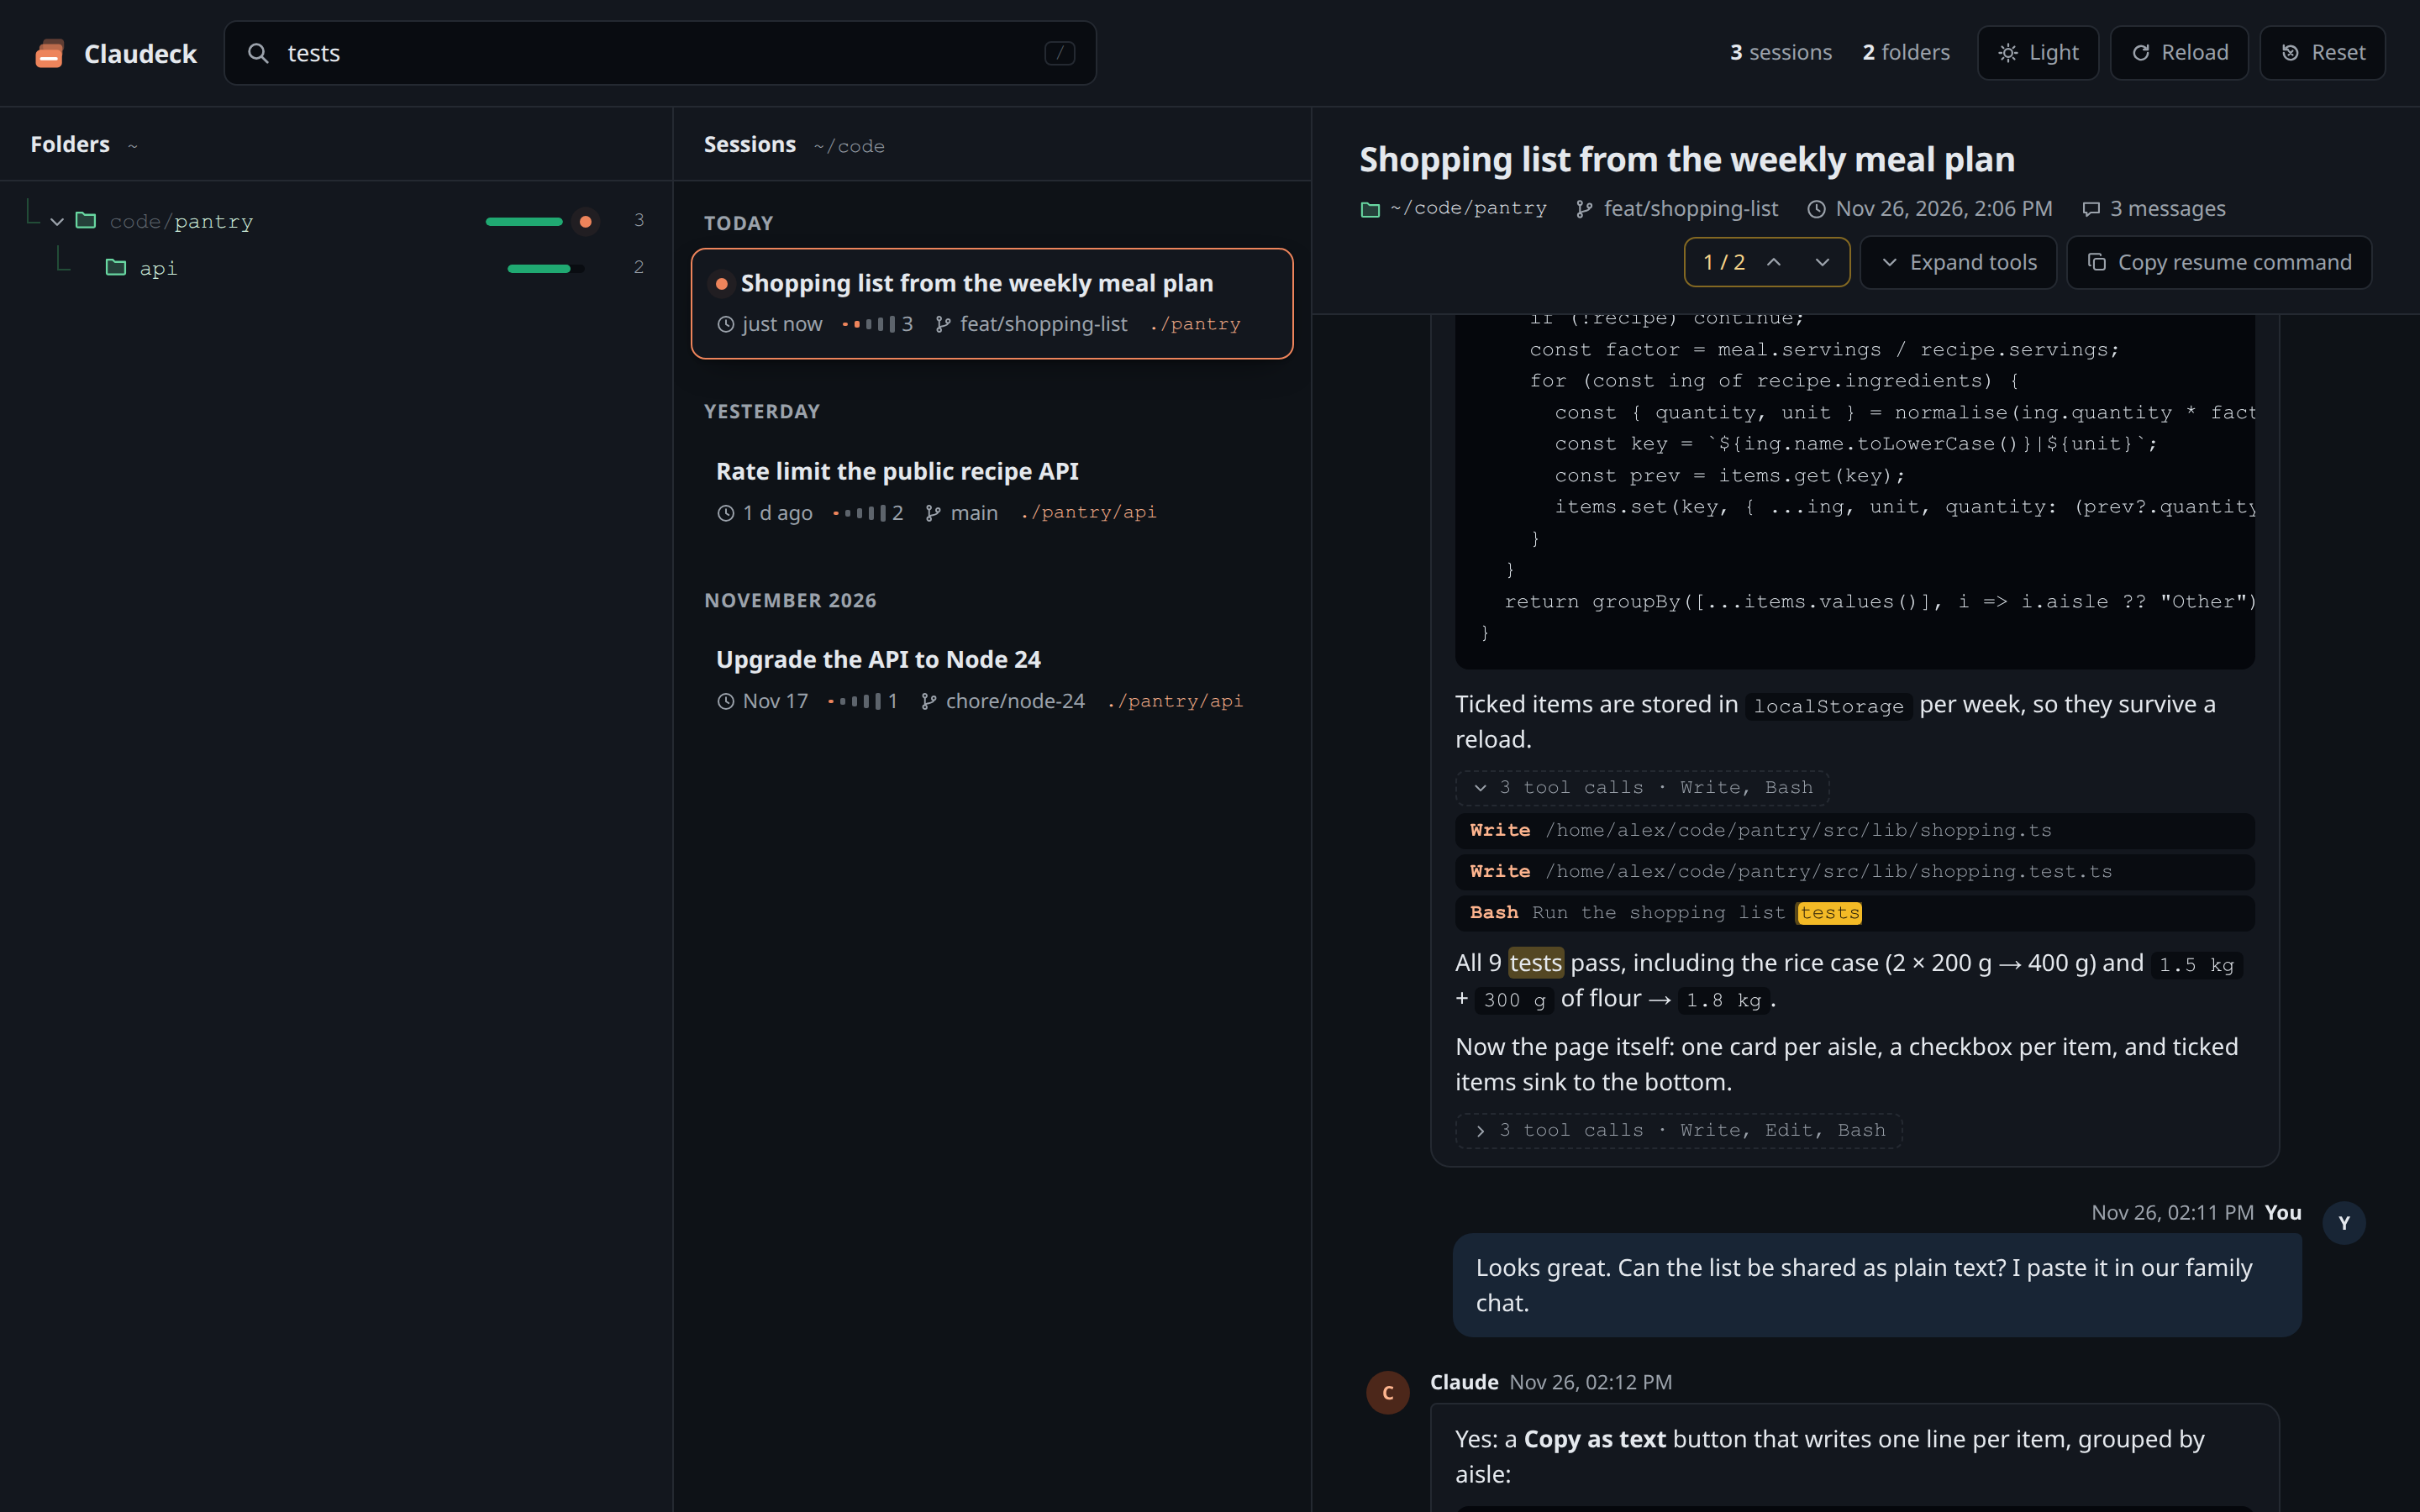 Claudeck
tests
/
3 sessions
2 folders
Light
Reload
Reset
Folders ~
code/pantry
3
api
2
Sessions ~/code
TODAY
Shopping list from the weekly meal plan
just now 3 feat/shopping-list ./pantry
YESTERDAY
Rate limit the public recipe API
1 d ago 2 main ./pantry/api
NOVEMBER 2026
Upgrade the API to Node 24
Nov 17 1 chore/node-24 ./pantry/api
Shopping list from the weekly meal plan
~/code/pantry feat/shopping-list Nov 26, 2026, 2:06 PM 3 messages
1 / 2
Expand tools
Copy resume command
if (!recipe) continue;
const factor = meal.servings / recipe.servings;
for (const ing of recipe.ingredients) {
const { quantity, unit } = normalise(ing.quantity * fact
const key = `${ing.name.toLowerCase()}|${unit}`;
const prev = items.get(key);
items.set(key, { ...ing, unit, quantity: (prev?.quantity
}
}
return groupBy([...items.values()], i => i.aisle ?? "Other")
}
Ticked items are stored in localStorage per week, so they survive a
reload.
3 tool calls · Write, Bash
Write /home/alex/code/pantry/src/lib/shopping.ts
Write /home/alex/code/pantry/src/lib/shopping.test.ts
Bash Run the shopping list tests
All 9 tests pass, including the rice case (2 × 200 g → 400 g) and 1.5 kg
+ 300 g of flour → 1.8 kg.
Now the page itself: one card per aisle, a checkbox per item, and ticked
items sink to the bottom.
3 tool calls · Write, Edit, Bash
Nov 26, 02:11 PM You
Y
Looks great. Can the list be shared as plain text? I paste it in our family
chat.
C
Claude Nov 26, 02:12 PM
Yes: a Copy as text button that writes one line per item, grouped by
aisle: